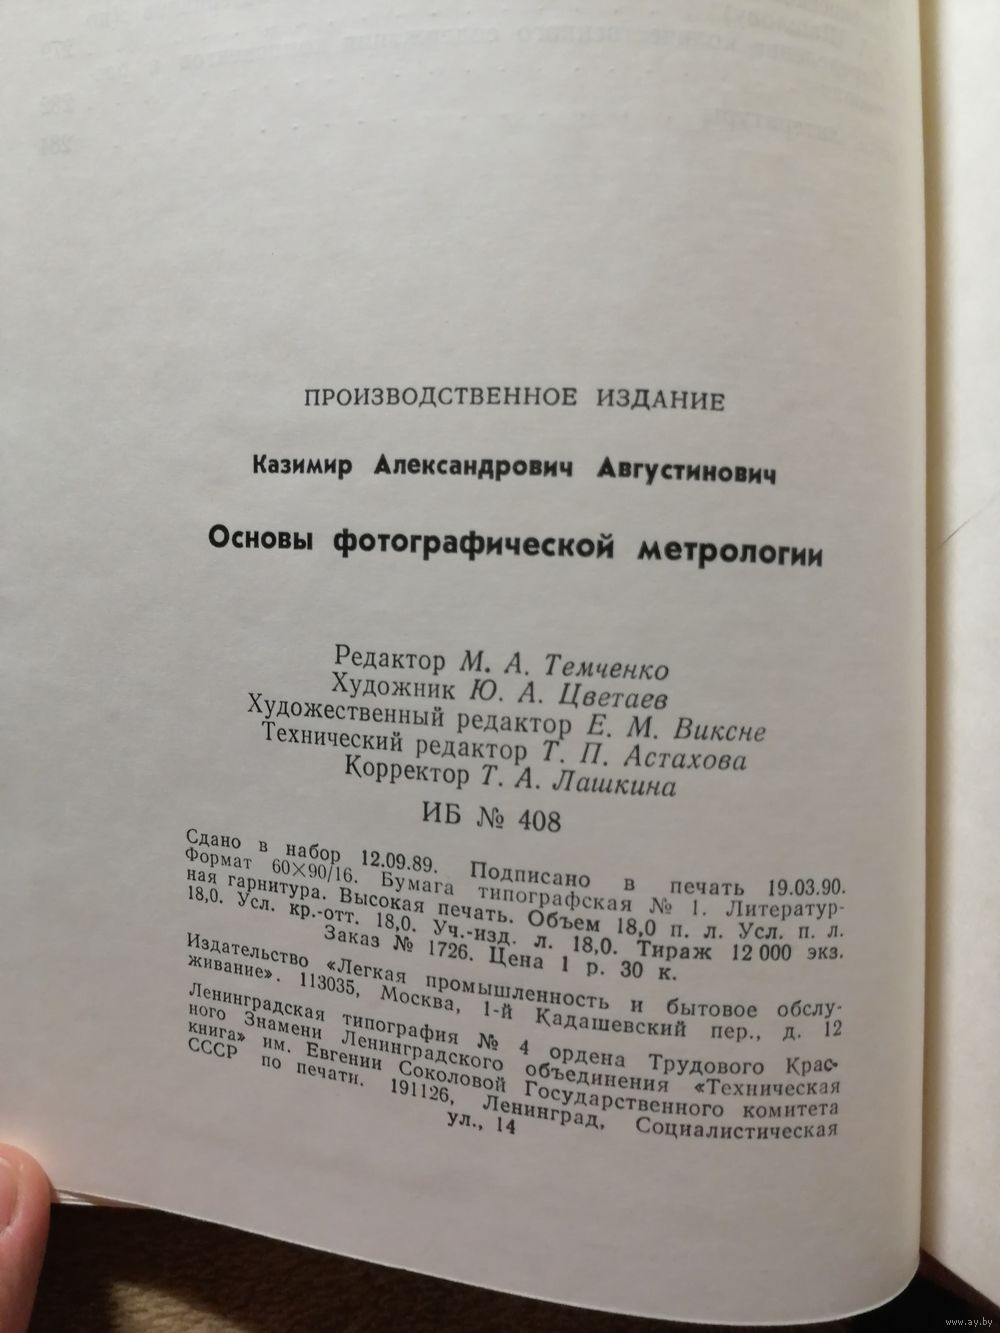 279
282
284
ПРОИЗВОДСТВЕННОЕ ИЗДАНИЕ
Казимир Александрович Августинович
Основы фотографической метрологии
Редактор М. А. Темченко
Художник Ю. А. Цветаев
Художественный редактор Е. М. Виксне
Технический редактор Т. П. Астахова
Корректор Т. А. Лашкина
ИБ № 408
Сдано в набор 12.09.89. Подписано в печать 19.03.90.
Формат 60×90/16. Бумага типографская № 1. Литератур-
ная гарнитура. Высокая печать. Объем 18,0 п. л. Усл. п. л.
18,0. Усл. кр.-отт. 18,0. Уч.-изд. л. 18,0. Тираж 12 000 экз.
Заказ № 1726. Цена 1 р. 30 к.
Издательство «Легкая промышленность и бытовое обслу-
живание». 113035, Москва, 1-й Кадашевский пер., д. 12
Ленинградская типография № 4 ордена Трудового Крас-
ного Знамени Ленинградского объединения «Техническая
книга» им. Евгении Соколовой Государственного комитета
СССР по печати. 191126, Ленинград, Социалистическая
ул., 14
www.ay.by